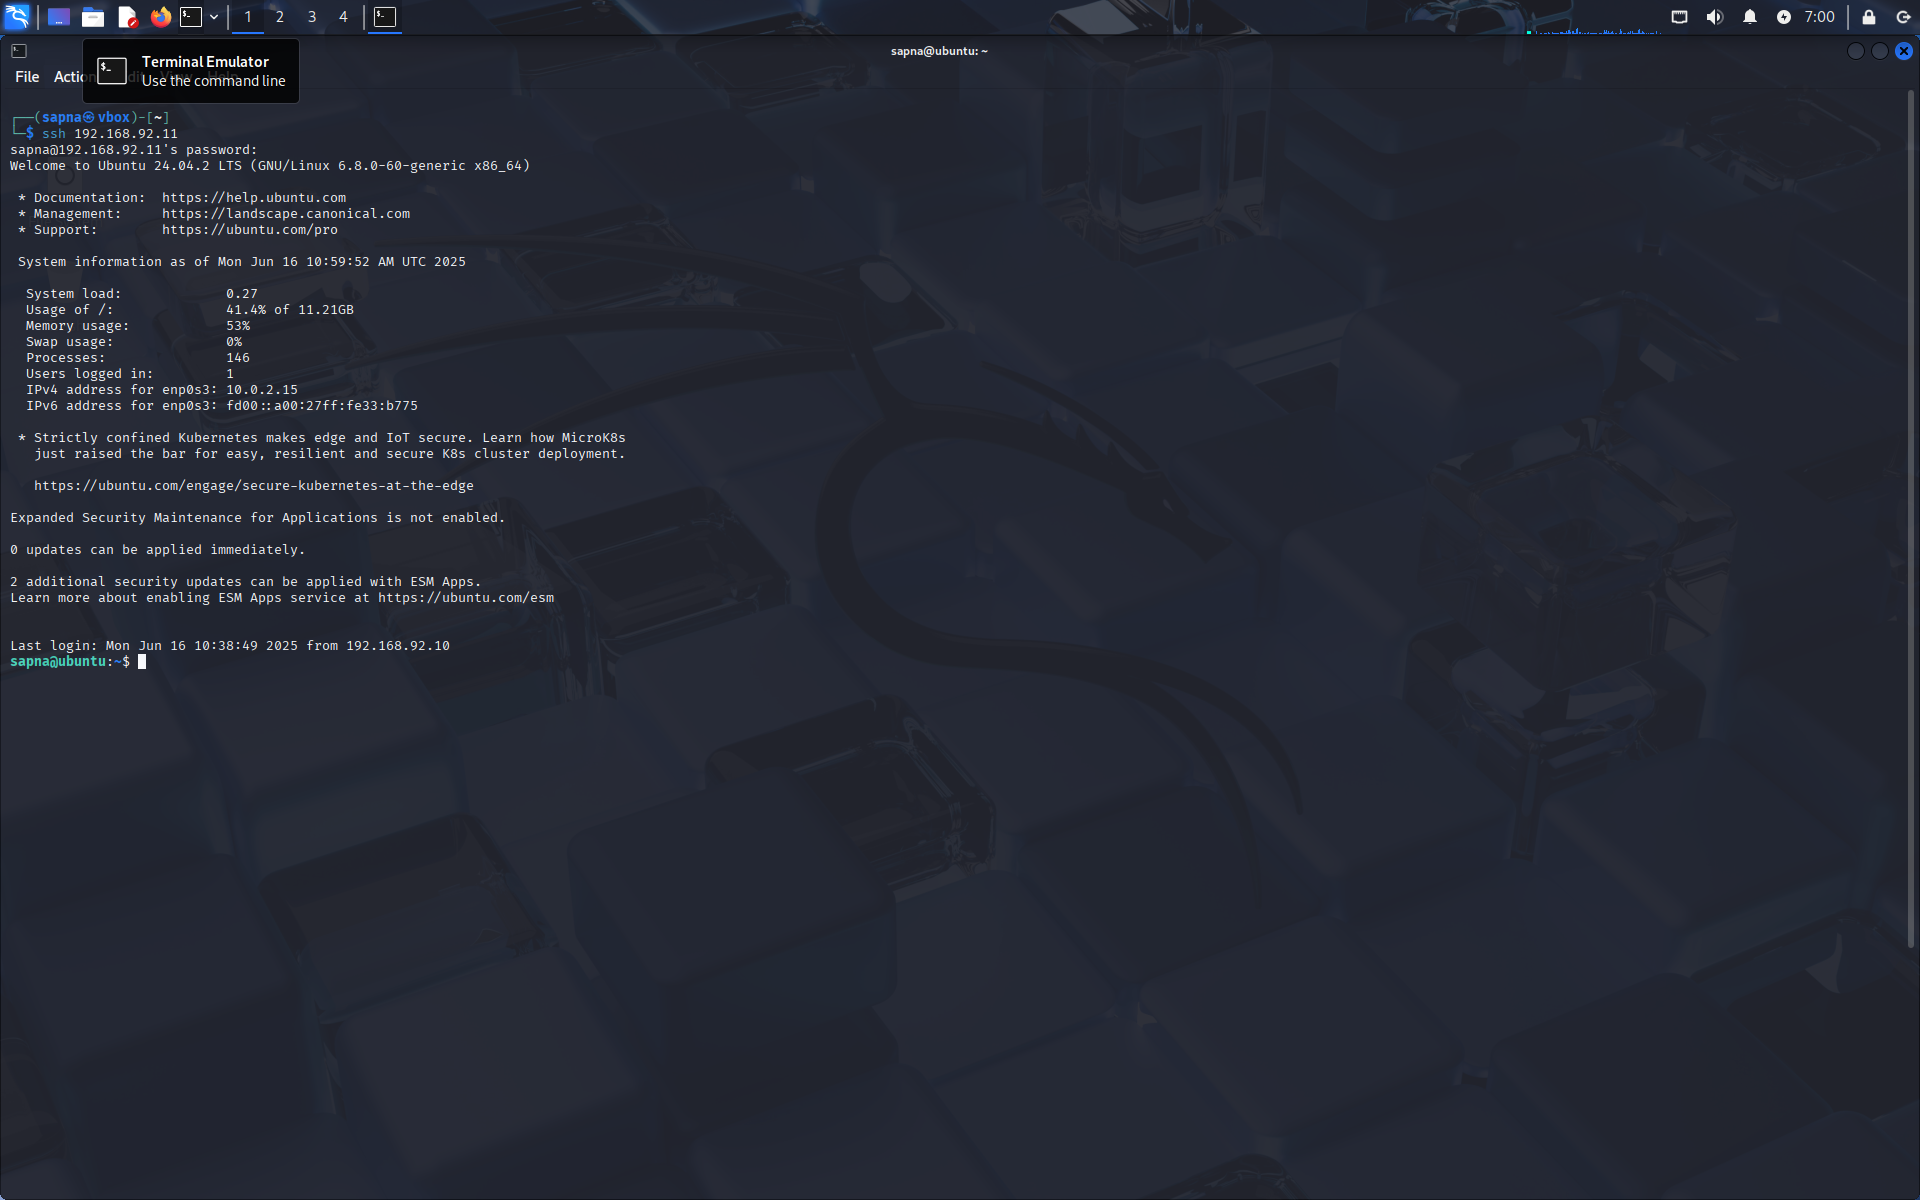 1 2 3 4 7:00
sapna@ubuntu: ~
Terminal Emulator
File Actio
Use the command line
┌──(sapna㉿vbox)-[~]
└─$ ssh 192.168.92.11
sapna@192.168.92.11's password:
Welcome to Ubuntu 24.04.2 LTS (GNU/Linux 6.8.0-60-generic x86_64)
* Documentation:  https://help.ubuntu.com
* Management:     https://landscape.canonical.com
* Support:        https://ubuntu.com/pro
System information as of Mon Jun 16 10:59:52 AM UTC 2025
System load:             0.27
Usage of /:              41.4% of 11.21GB
Memory usage:            53%
Swap usage:              0%
Processes:               146
Users logged in:         1
IPv4 address for enp0s3: 10.0.2.15
IPv6 address for enp0s3: fd00::a00:27ff:fe33:b775
* Strictly confined Kubernetes makes edge and IoT secure. Learn how MicroK8s
just raised the bar for easy, resilient and secure K8s cluster deployment.
https://ubuntu.com/engage/secure-kubernetes-at-the-edge
Expanded Security Maintenance for Applications is not enabled.
0 updates can be applied immediately.
2 additional security updates can be applied with ESM Apps.
Learn more about enabling ESM Apps service at https://ubuntu.com/esm
Last login: Mon Jun 16 10:38:49 2025 from 192.168.92.10
sapna@ubuntu:~$